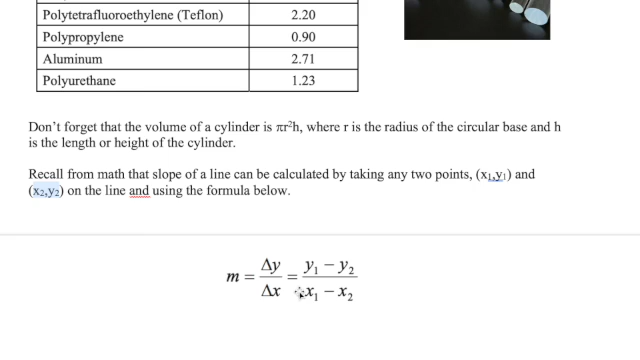 Polytetrafluoroethylene (Teflon) 2.20
Polypropylene 0.90
Aluminum 2.71
Polyurethane 1.23
Don’t forget that the volume of a cylinder is πr²h, where r is the radius of the circular base and h
is the length or height of the cylinder.
Recall from math that slope of a line can be calculated by taking any two points, (x₁,y₁) and
(x₂,y₂) on the line and using the formula below.
m = Δy/Δx = y₁ − y₂ / x₁ − x₂